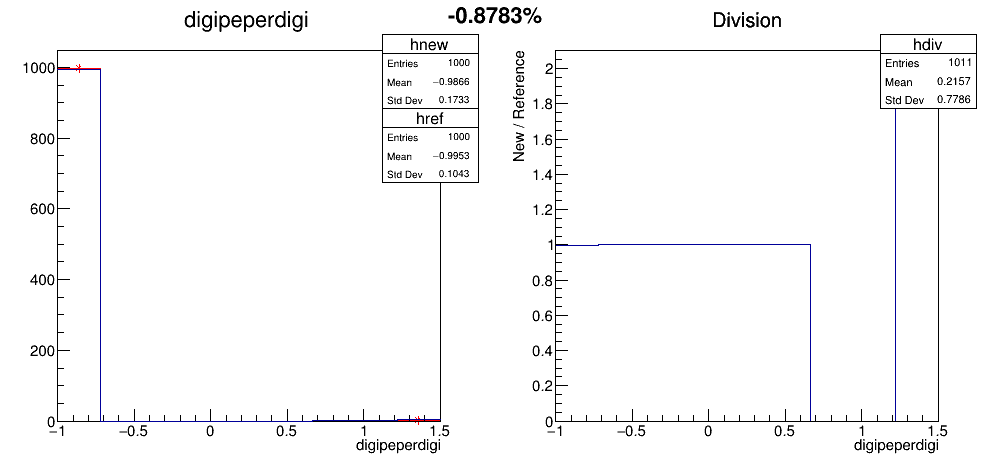 -0.8783%
digipeperdigi
hnew
Entries 1000
Mean −0.9866
Std Dev 0.1733
href
Entries 1000
Mean −0.9953
Std Dev 0.1043
1000
800
600
400
200
0
−1 −0.5 0 0.5 1 1.5
digipeperdigi
Division
hdiv
Entries 1011
Mean 0.2157
Std Dev 0.7786
New / Reference
2
1.8
1.6
1.4
1.2
1
0.8
0.6
0.4
0.2
0
−1 −0.5 0 0.5 1 1.5
digipeperdigi